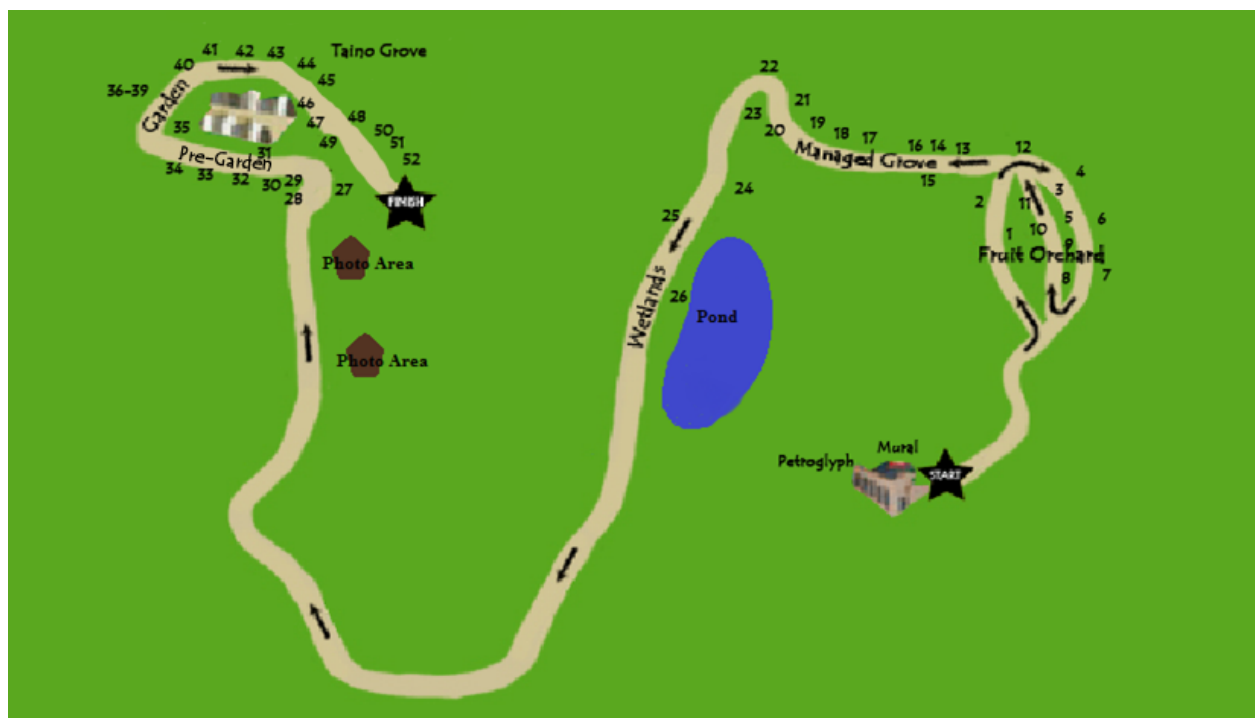 41 42 43 44 Taino Grove
40 45
36-39 Garden 46
35 47 48
31 49 50
Pre-Garden 51
34 33 32 30 29 52
28 27
FINISH
Photo Area
Photo Area
22
21
23 20 19 18 17 16 14 13 12
Managed Grove
15
24
25
26
Wetlands
Pond
4
3
2 11
1 10 5 6
9
Fruit Orchard
8 7
Mural
Petroglyph
START